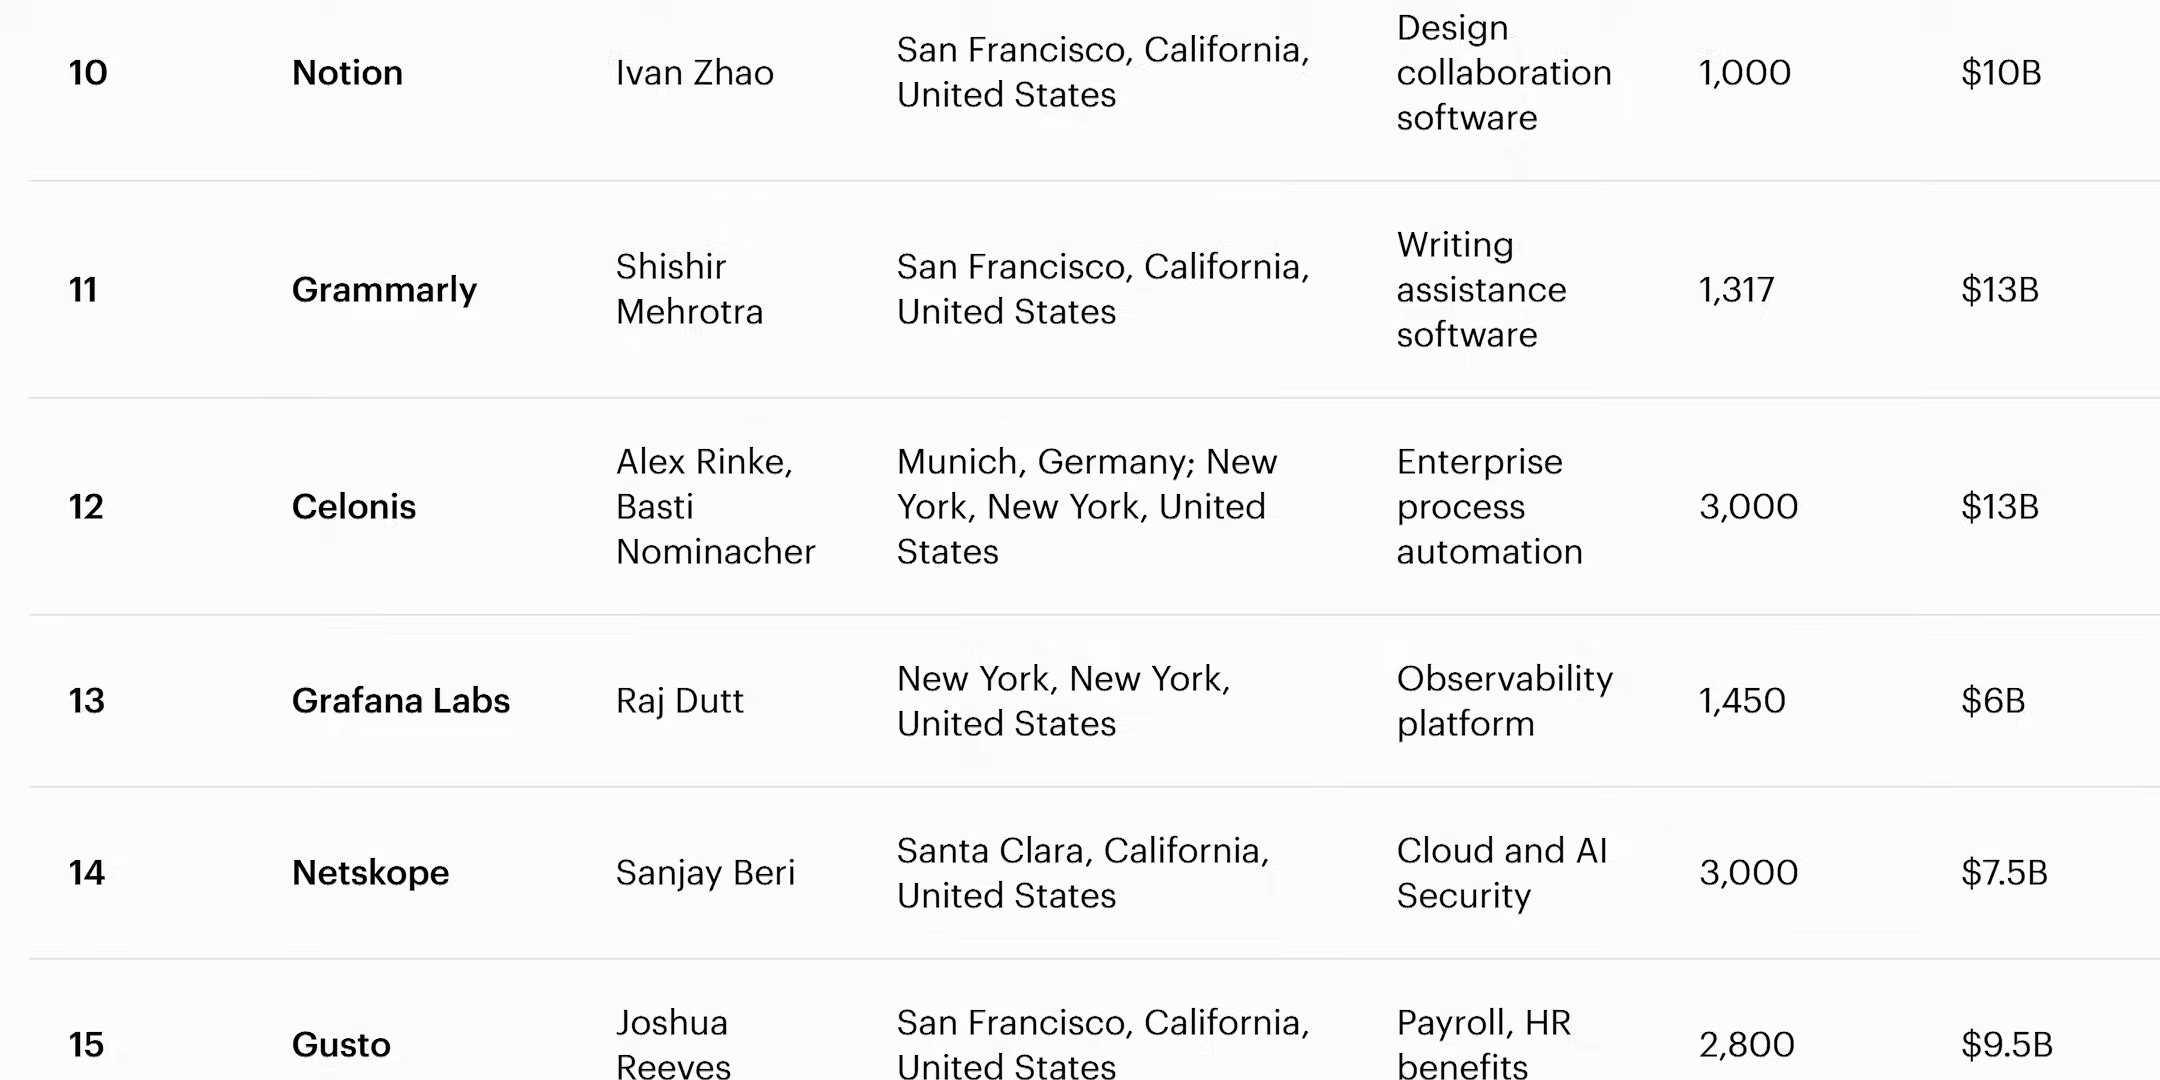 10 Notion Ivan Zhao San Francisco, California, United States Design collaboration software 1,000 $10B
11 Grammarly Shishir Mehrotra San Francisco, California, United States Writing assistance software 1,317 $13B
12 Celonis Alex Rinke, Basti Nominacher Munich, Germany; New York, New York, United States Enterprise process automation 3,000 $13B
13 Grafana Labs Raj Dutt New York, New York, United States Observability platform 1,450 $6B
14 Netskope Sanjay Beri Santa Clara, California, United States Cloud and AI Security 3,000 $7.5B
15 Gusto Joshua Reeves San Francisco, California, United States Payroll, HR benefits 2,800 $9.5B